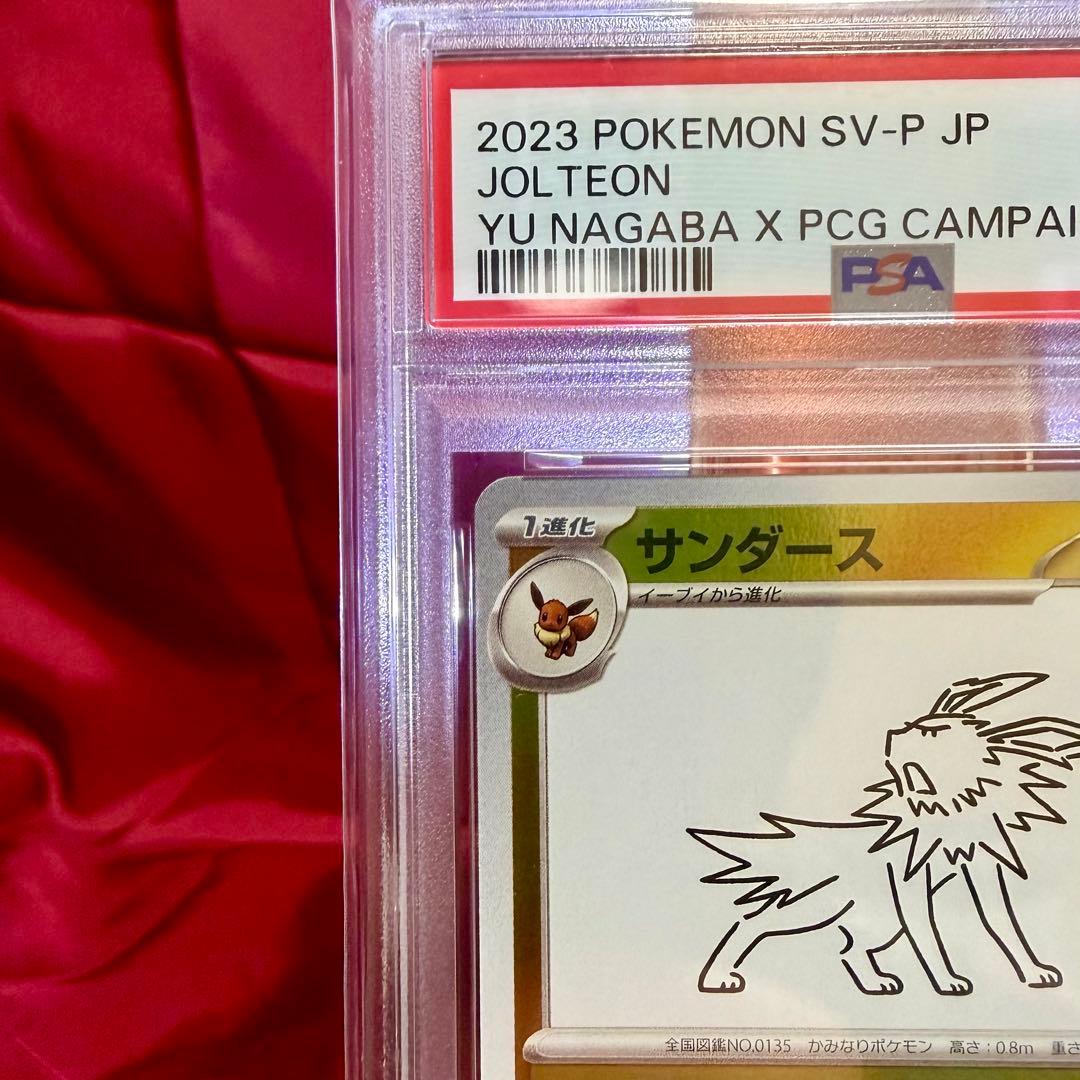 2023 POKEMON SV-P JP
JOLTEON
YU NAGABA X PCG CAMPAI
PSA
1進化
サンダース
イーブイから進化
全国図鑑NO.0135 かみなりポケモン 高さ:0.8m 重さ